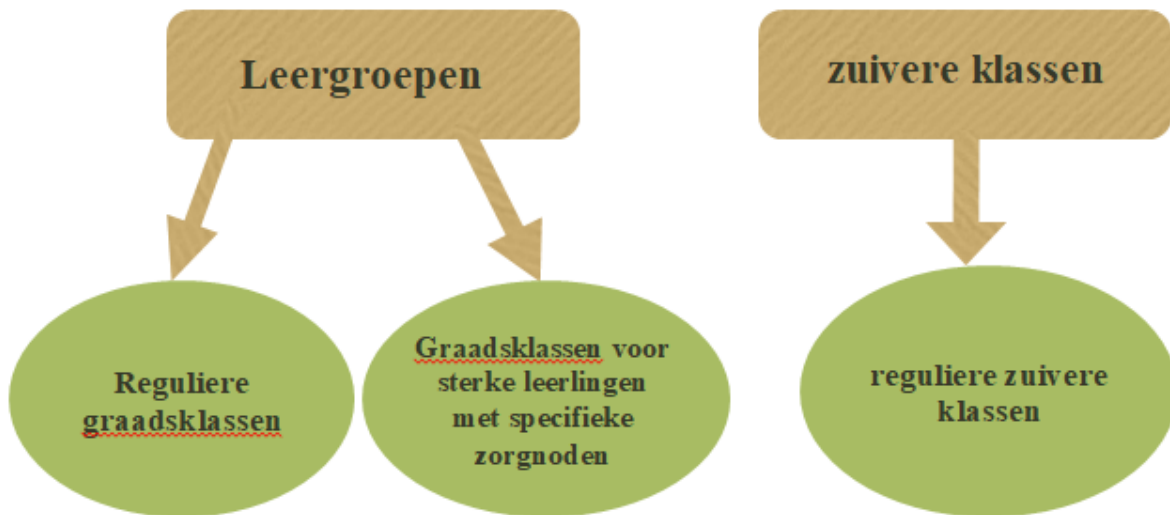 Leergroepen
zuivere klassen
Reguliere
graadsklassen
Graadsklassen voor
sterke leerlingen
met specifieke
zorgnoden
reguliere zuivere
klassen